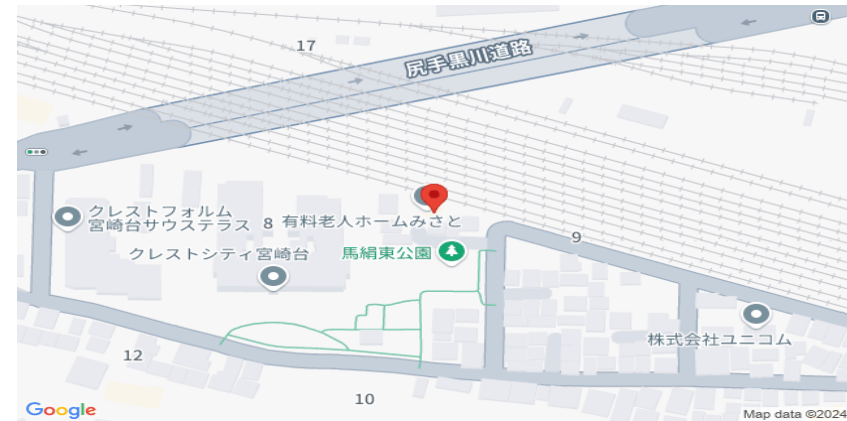 17
尻手黒川道路
クレストフォルム
宮崎台サウステラス
8
有料老人ホームみさと
9
クレストシティ宮崎台
馬絹東公園
株式会社ユニコム
12
10
Google
Map data ©2024